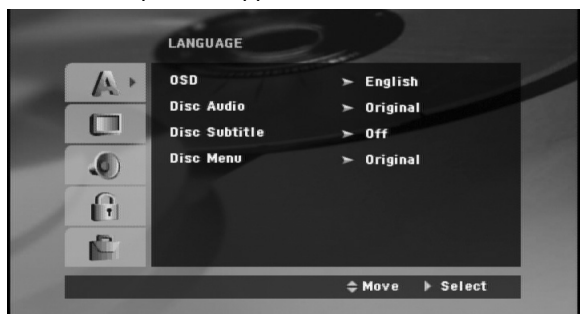 LANGUAGE
OSD ➢ English
Disc Audio ➢ Original
Disc Subtitle ➢ Off
Disc Menu ➢ Original
Move Select